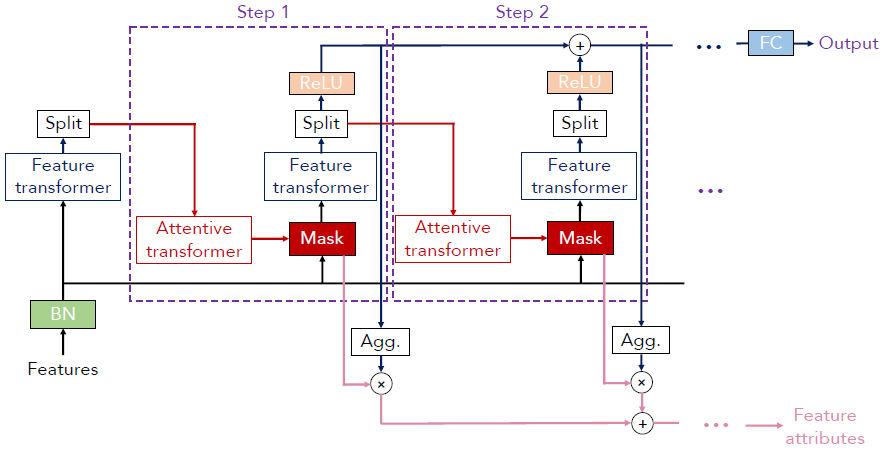 Step 1
Step 2
+
... FC Output
ReLU
ReLU
Split
Split
Split
Feature
transformer
Feature
transformer
Feature
transformer
...
Attentive
transformer
Mask
Attentive
transformer
Mask
BN
Features
Agg.
Agg.
×
×
+
... Feature
attributes